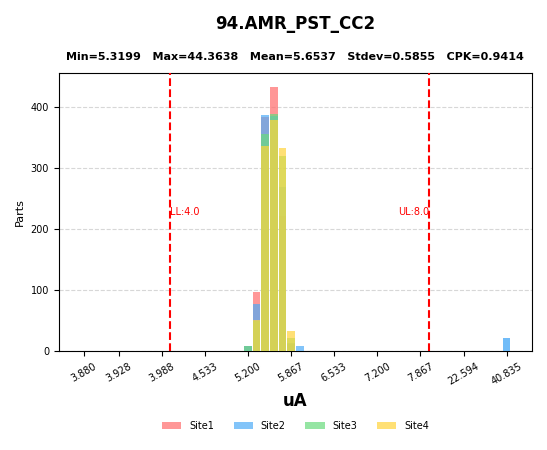 94.AMR_PST_CC2
Min=5.3199 Max=44.3638 Mean=5.6537 Stdev=0.5855 CPK=0.9414
400
300
200
100
0
Parts
LL:4.0
UL:8.0
3.880 3.928 3.988 4.533 5.200 5.867 6.533 7.200 7.867 22.594 40.835
uA
Site1 Site2 Site3 Site4